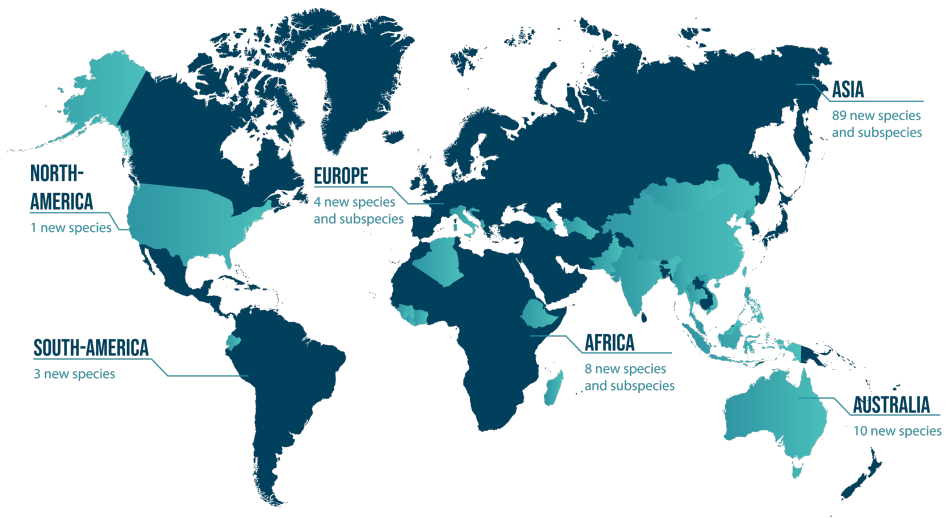 ASIA
89 new species
and subspecies
NORTH-
AMERICA
1 new species
EUROPE
4 new species
and subspecies
SOUTH-AMERICA
3 new species
AFRICA
8 new species
and subspecies
AUSTRALIA
10 new species